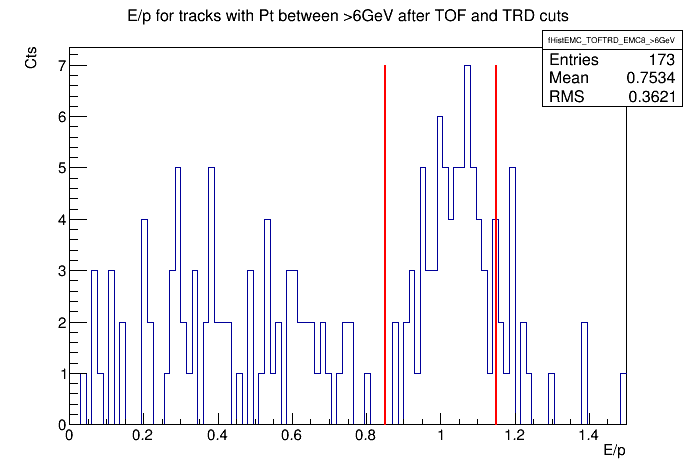 E/p for tracks with Pt between >6GeV after TOF and TRD cuts
fHistEMC_TOFTRD_EMC8_>6GeV
Entries 173
Mean 0.7534
RMS 0.3621
Cts
7
6
5
4
3
2
1
0
0 0.2 0.4 0.6 0.8 1 1.2 1.4
E/p